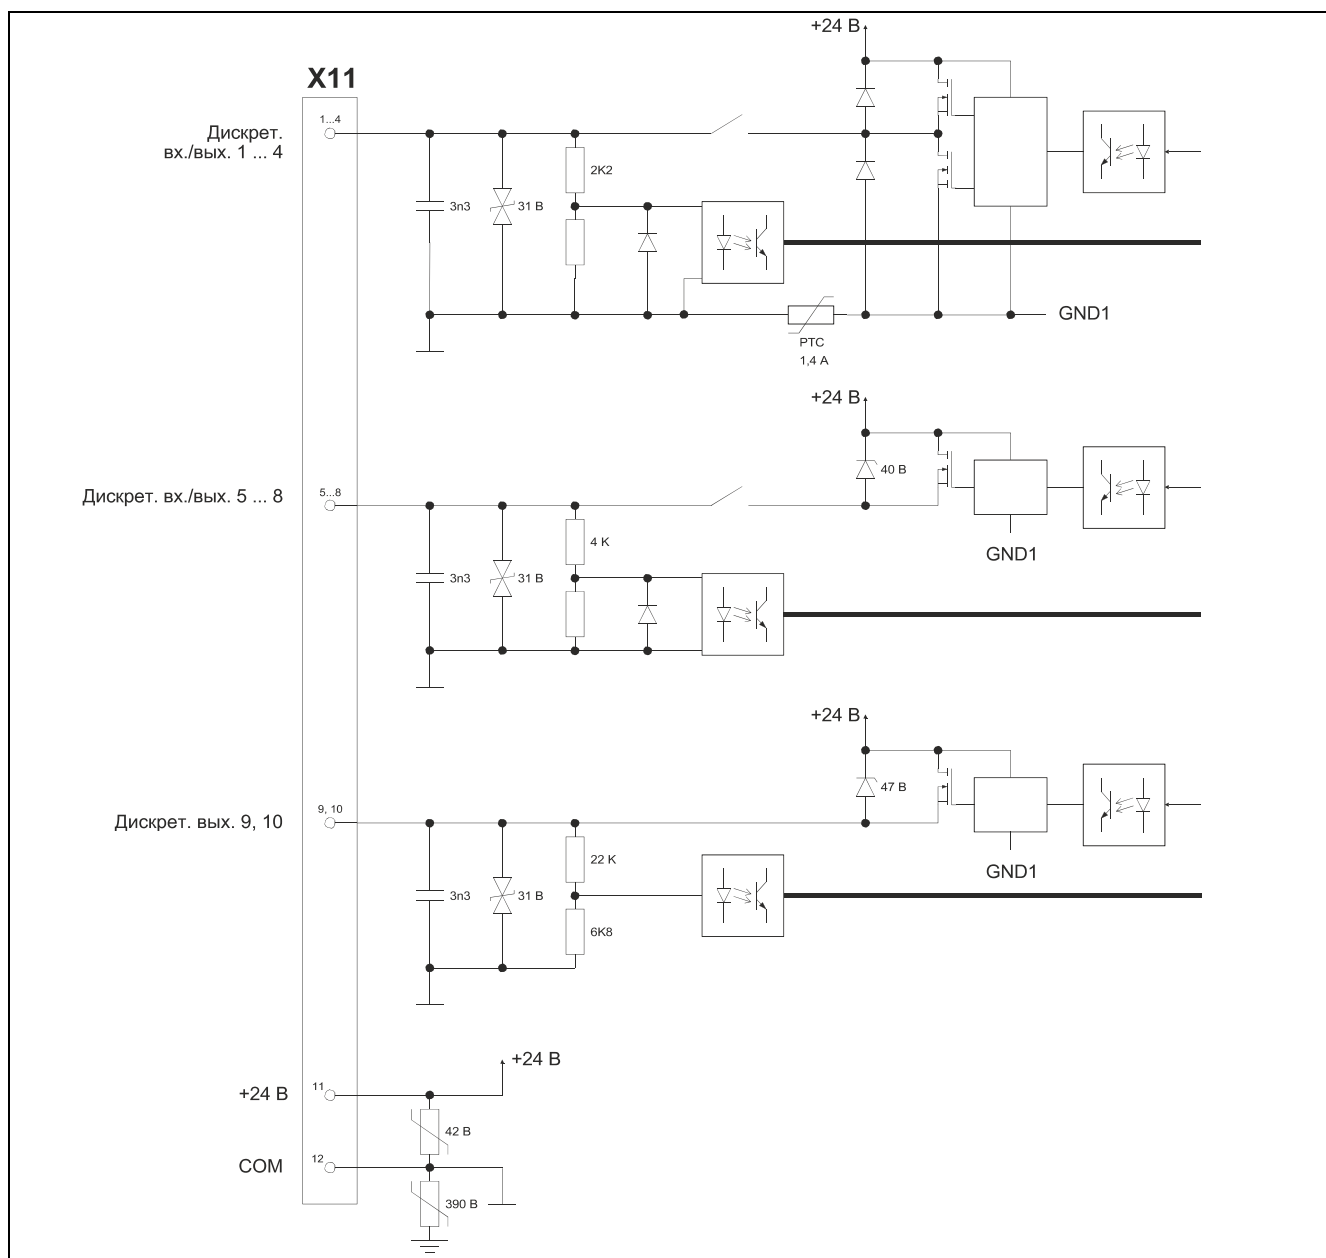 +24 В
X11
1...4
Дискрет.
вх./вых. 1 ... 4
2K2
3n3
31 В
GND1
PTC
1,4 А
+24 В
40 В
Дискрет. вх./вых. 5 ... 8
5...8
4 K
GND1
3n3
31 В
+24 В
47 В
Дискрет. вых. 9, 10
9, 10
22 K
GND1
3n3
31 В
6K8
+24 В
+24 В
11
42 В
COM
12
390 В